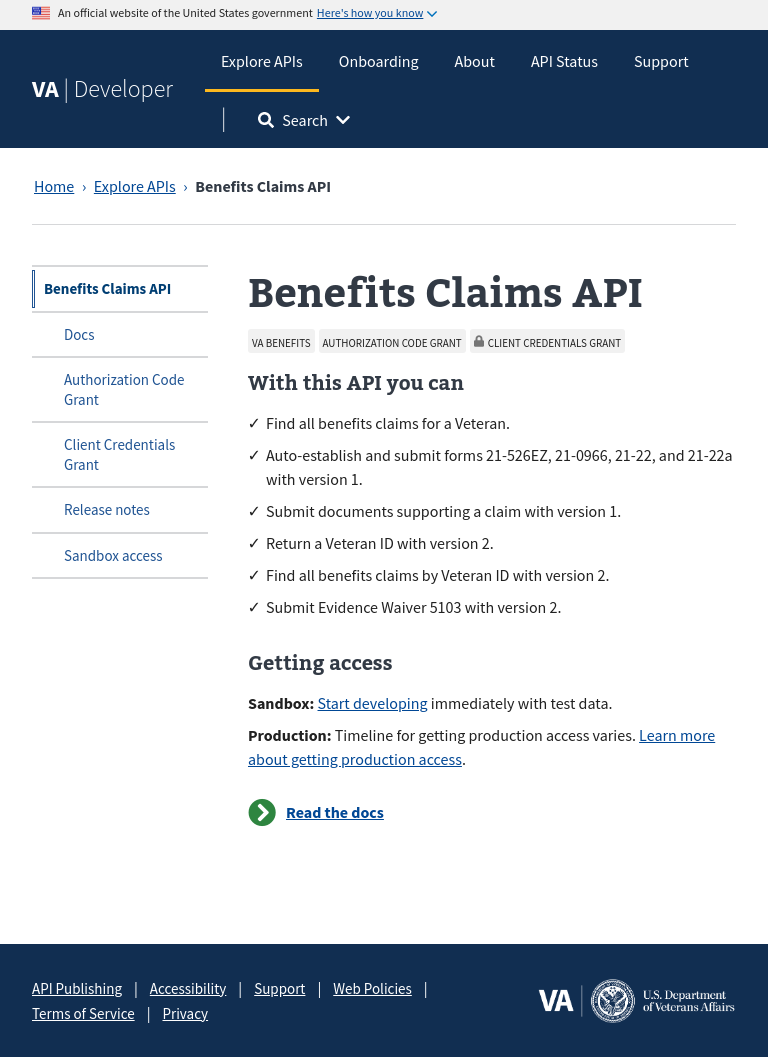 An official website of the United States government Here's how you know
VA | Developer
Explore APIs
Onboarding
About
API Status
Support
Search
Home › Explore APIs › Benefits Claims API
Benefits Claims API
Docs
Authorization Code
Grant
Client Credentials
Grant
Release notes
Sandbox access
Benefits Claims API
VA BENEFITS
AUTHORIZATION CODE GRANT
CLIENT CREDENTIALS GRANT
With this API you can
✓ Find all benefits claims for a Veteran.
✓ Auto-establish and submit forms 21-526EZ, 21-0966, 21-22, and 21-22a
with version 1.
✓ Submit documents supporting a claim with version 1.
✓ Return a Veteran ID with version 2.
✓ Find all benefits claims by Veteran ID with version 2.
✓ Submit Evidence Waiver 5103 with version 2.
Getting access
Sandbox: Start developing immediately with test data.
Production: Timeline for getting production access varies. Learn more
about getting production access.
Read the docs
API Publishing | Accessibility | Support | Web Policies |
Terms of Service | Privacy
VA | U.S. Department
of Veterans Affairs